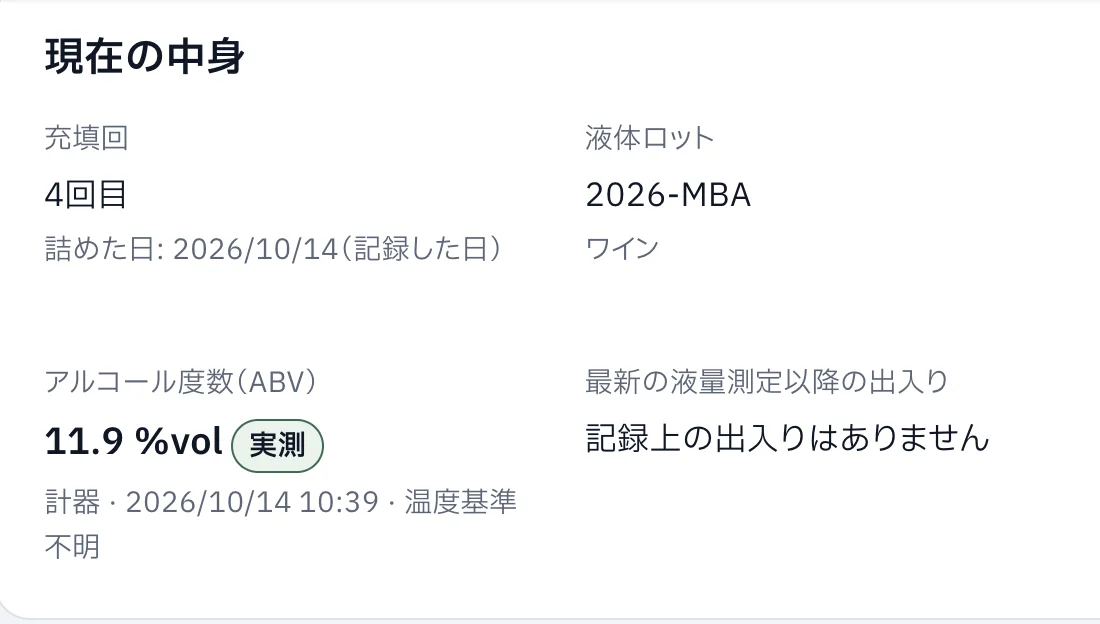 現在の中身
充填回
4回目
詰めた日: 2026/10/14（記録した日）
液体ロット
2026-MBA
ワイン
アルコール度数（ABV）
11.9 %vol 実測
計器 · 2026/10/14 10:39 · 温度基準
不明
最新の液量測定以降の出入り
記録上の出入りはありません